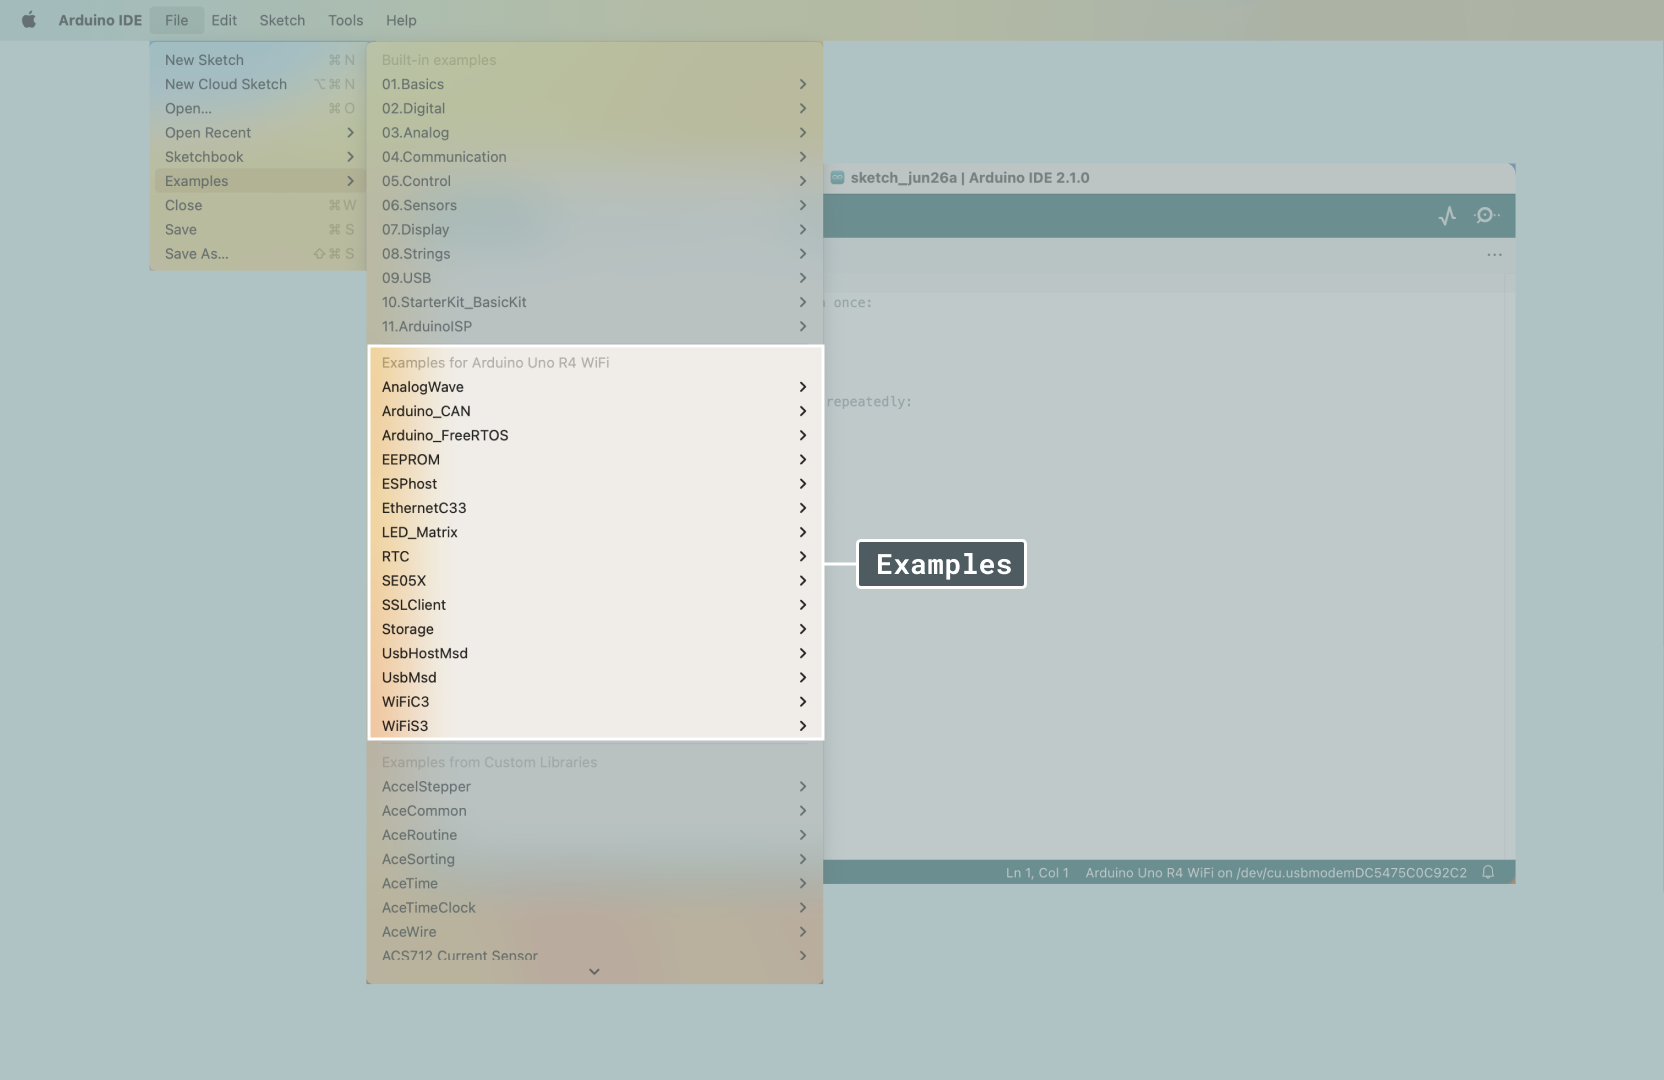 Arduino IDE File Edit Sketch Tools Help
New Sketch ⌘ N
New Cloud Sketch ⌥⌘ N
Open... ⌘ O
Open Recent
Sketchbook
Examples
Close ⌘ W
Save ⌘ S
Save As... ⇧⌘ S
Built-in examples
01.Basics
02.Digital
03.Analog
04.Communication
05.Control
06.Sensors
07.Display
08.Strings
09.USB
10.StarterKit_BasicKit
11.ArduinoISP
Examples for Arduino Uno R4 WiFi
AnalogWave
Arduino_CAN
Arduino_FreeRTOS
EEPROM
ESPhost
EthernetC33
LED_Matrix
RTC
SE05X
SSLClient
Storage
UsbHostMsd
UsbMsd
WiFiC3
WiFiS3
Examples from Custom Libraries
AccelStepper
AceCommon
AceRoutine
AceSorting
AceTime
AceTimeClock
AceWire
ACS712 Current Sensor
sketch_jun26a | Arduino IDE 2.1.0
once:
repeatedly:
Examples
Ln 1, Col 1 Arduino Uno R4 WiFi on /dev/cu.usbmodemDC5475C0C92C2